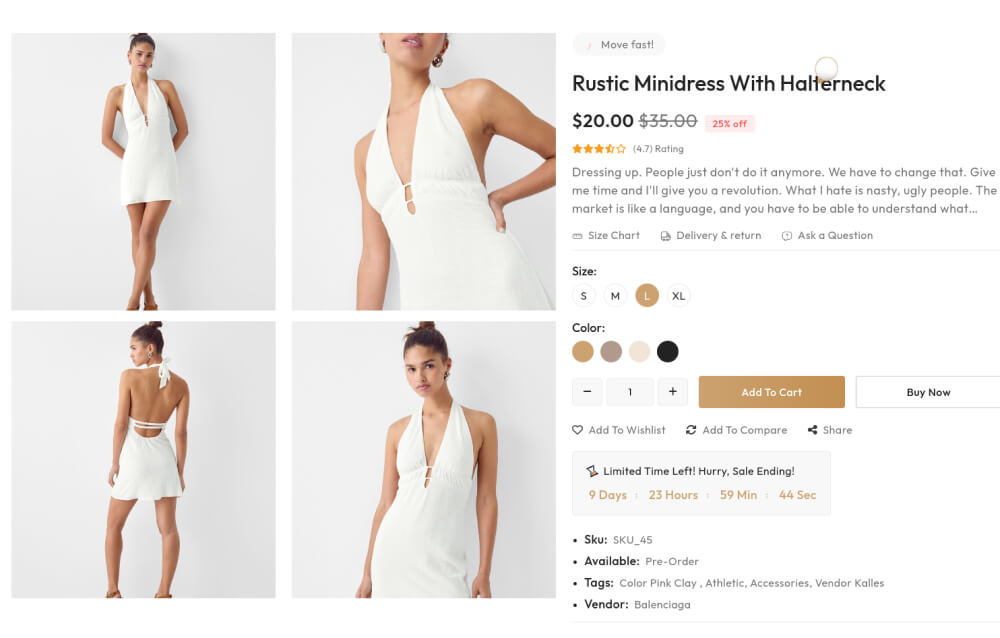 Move fast!
Rustic Minidress With Halterneck
$20.00 $35.00 25% off
(4.7) Rating
Dressing up. People just don't do it anymore. We have to change that. Give
me time and I'll give you a revolution. What I hate is nasty, ugly people. The
market is like a language, and you have to be able to understand what...
Size Chart Delivery & return Ask a Question
Size:
S M L XL
Color:
− 1 + Add To Cart Buy Now
Add To Wishlist Add To Compare Share
Limited Time Left! Hurry, Sale Ending!
9 Days : 23 Hours : 59 Min : 44 Sec
• Sku: SKU_45
• Available: Pre-Order
• Tags: Color Pink Clay , Athletic, Accessories, Vendor Kalles
• Vendor: Balenciaga